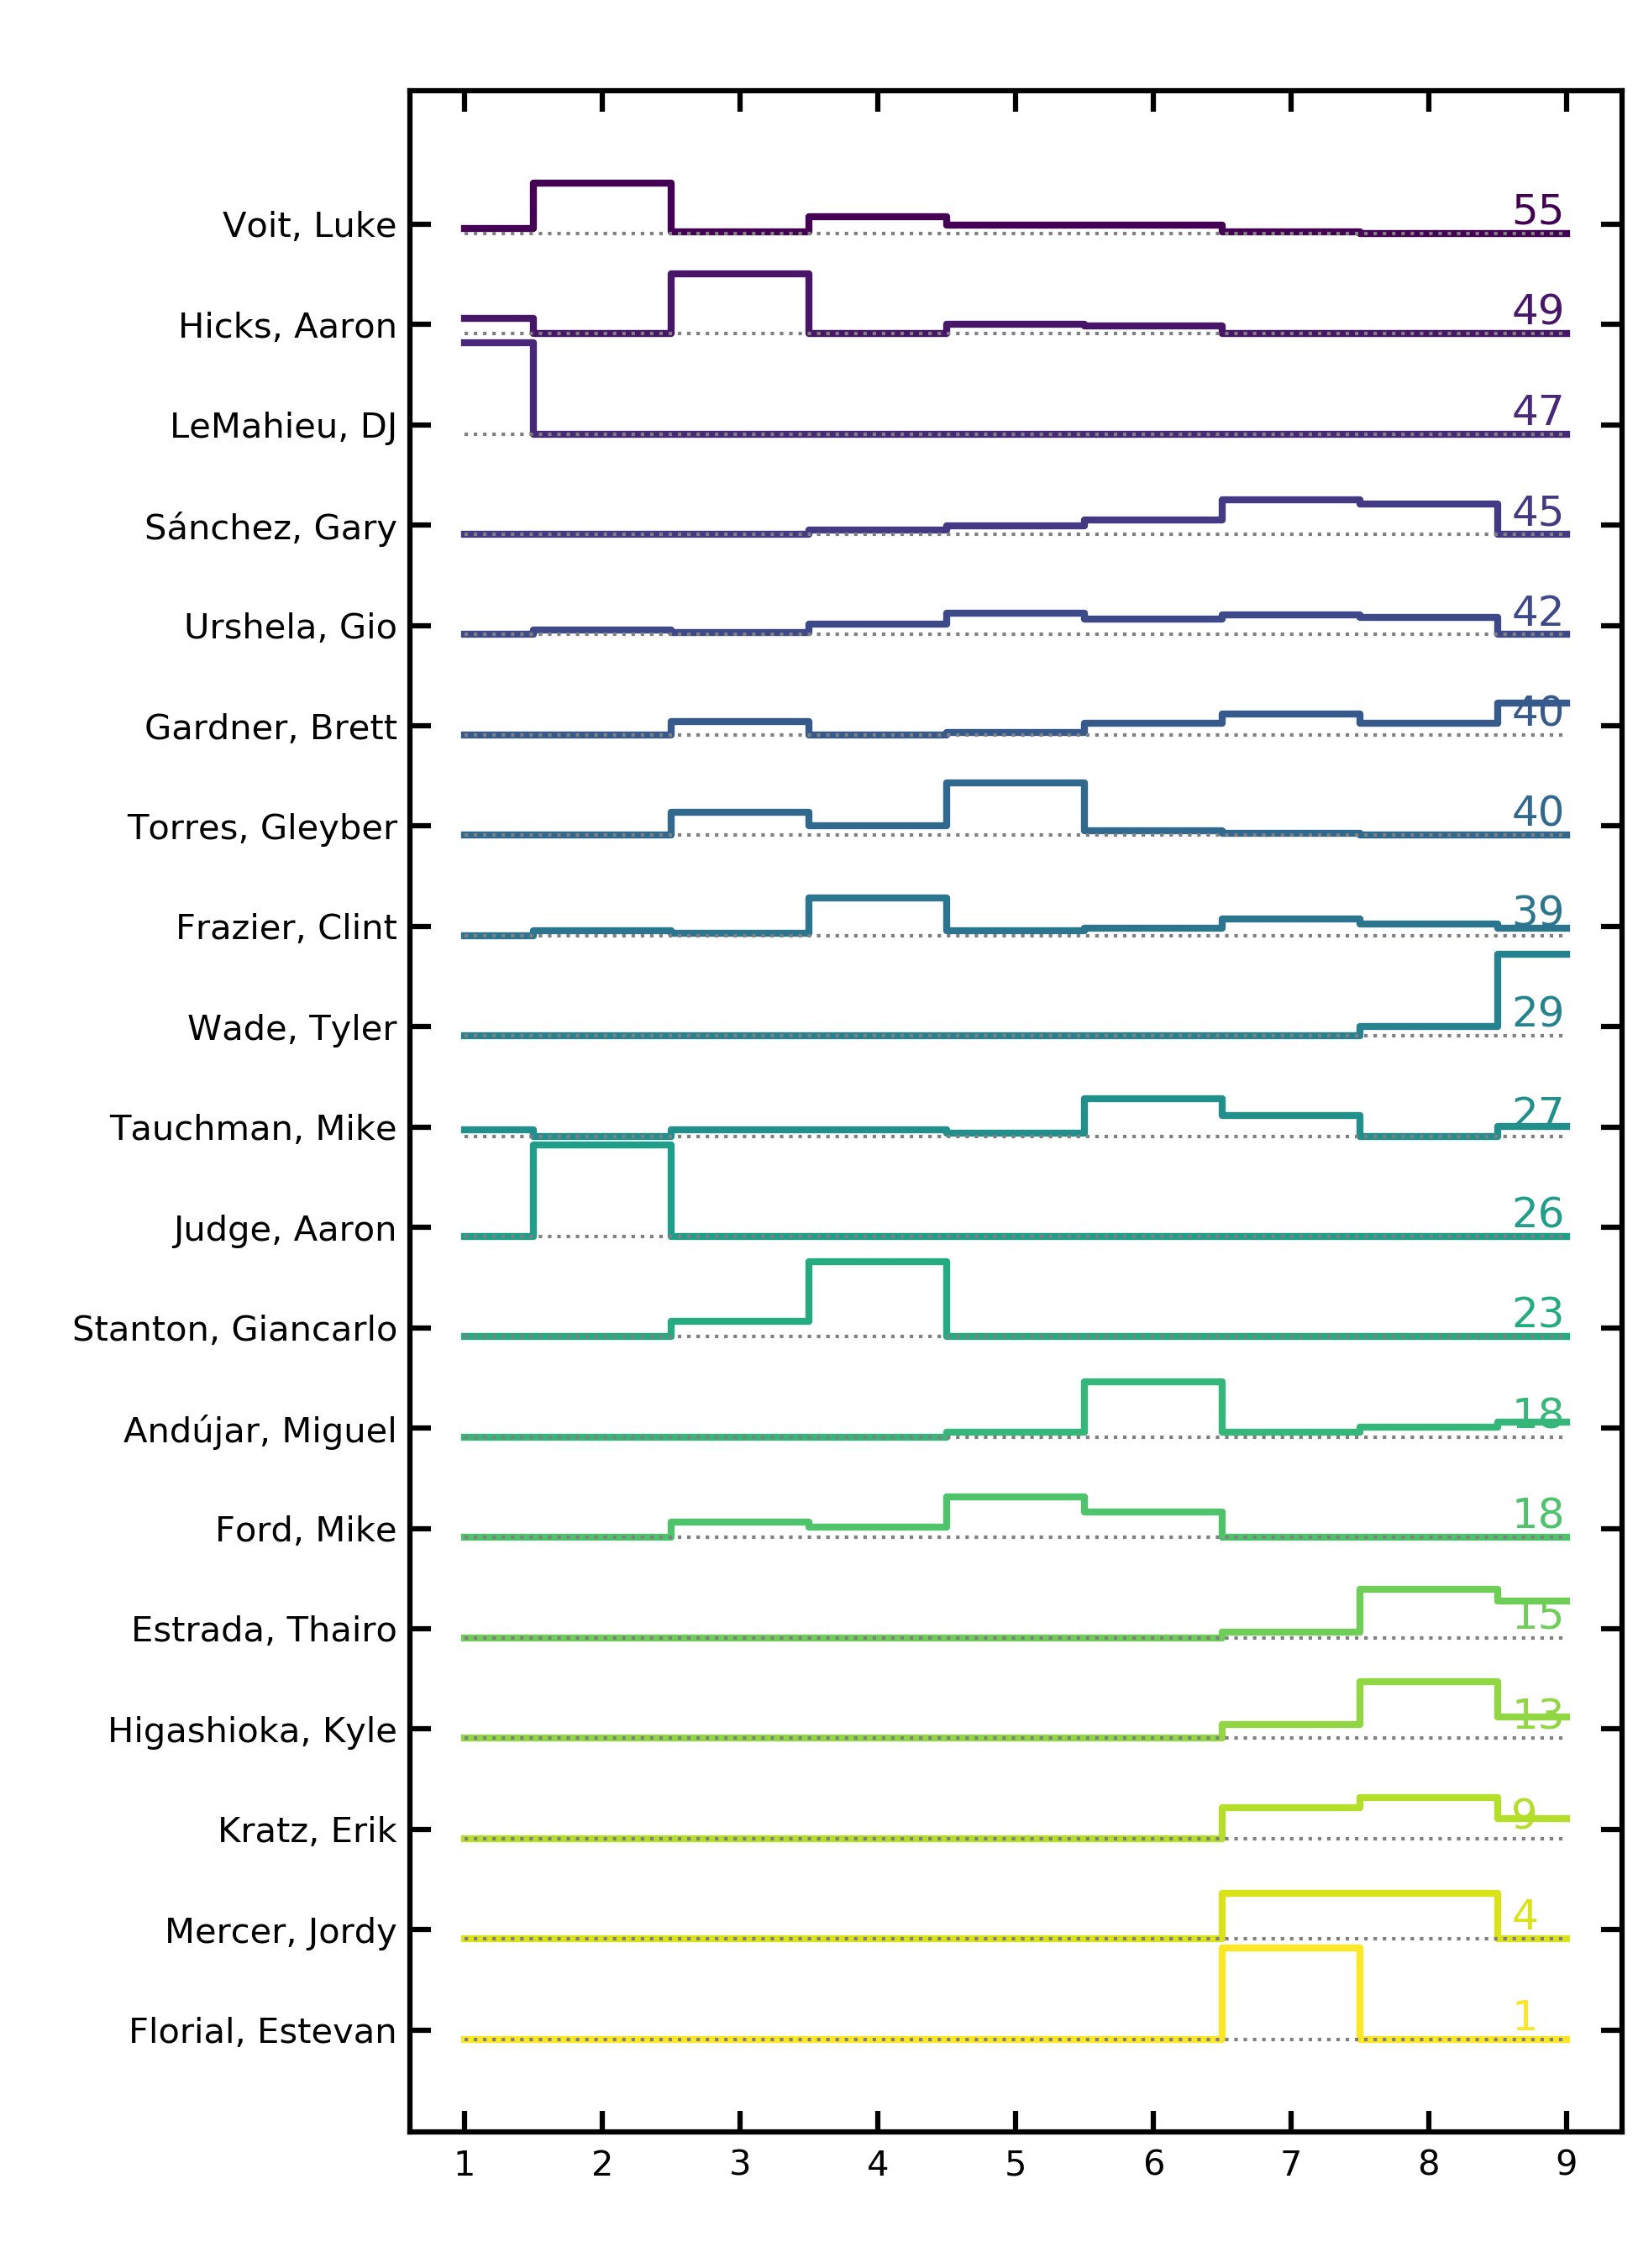 Voit, Luke 55
Hicks, Aaron 49
LeMahieu, DJ 47
Sánchez, Gary 45
Urshela, Gio 42
Gardner, Brett 40
Torres, Gleyber 40
Frazier, Clint 39
Wade, Tyler 29
Tauchman, Mike 27
Judge, Aaron 26
Stanton, Giancarlo 23
Andújar, Miguel 18
Ford, Mike 18
Estrada, Thairo 15
Higashioka, Kyle 13
Kratz, Erik 9
Mercer, Jordy 4
Florial, Estevan 1
1 2 3 4 5 6 7 8 9